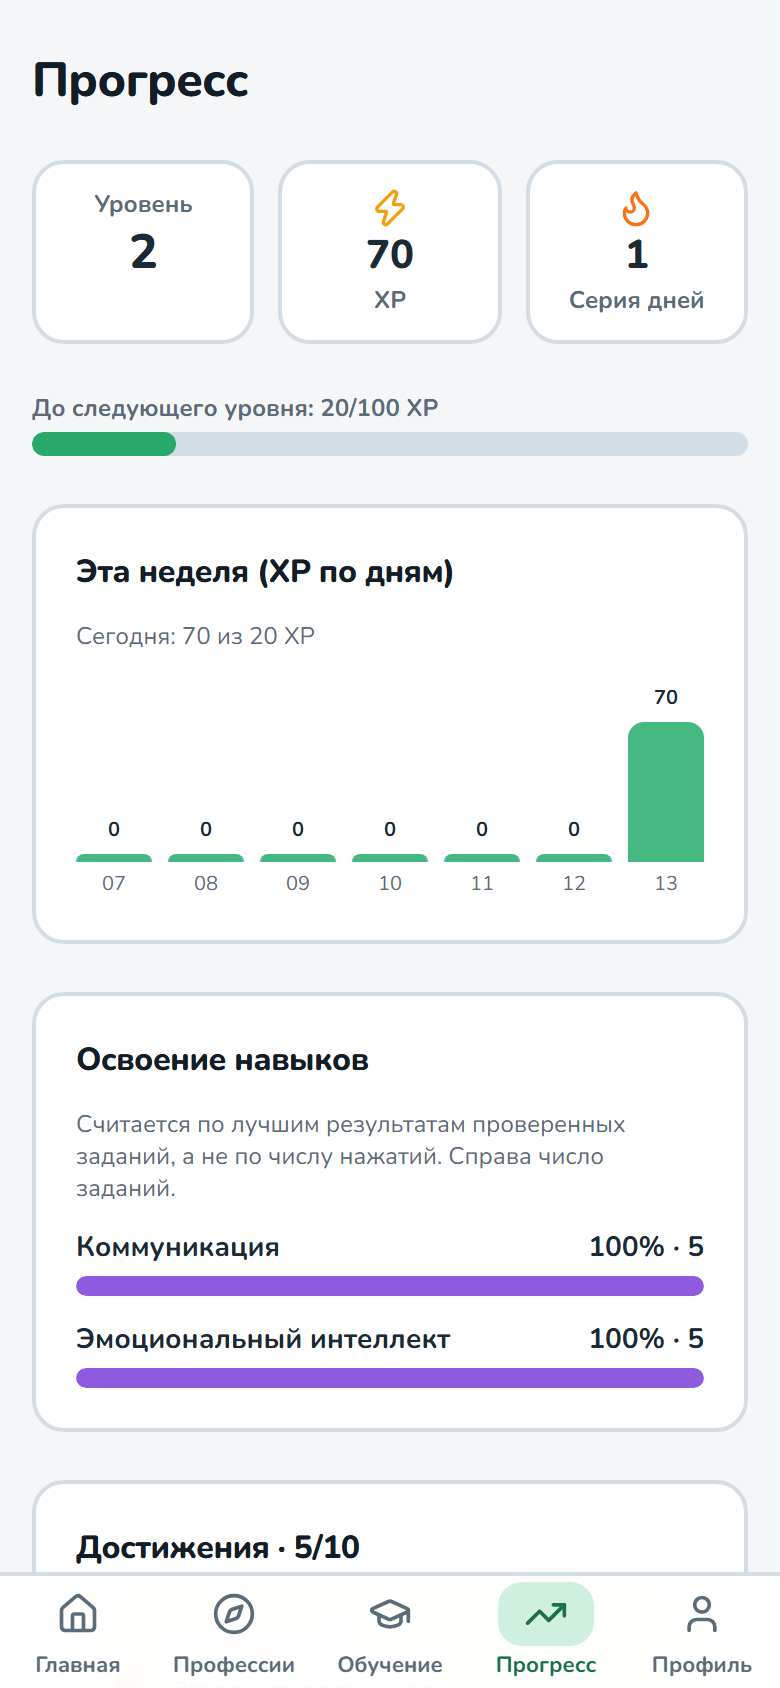 Прогресс
Уровень
2
70
XP
1
Серия дней
До следующего уровня: 20/100 XP
Эта неделя (XP по дням)
Сегодня: 70 из 20 XP
70
0 0 0 0 0 0
07 08 09 10 11 12 13
Освоение навыков
Считается по лучшим результатам проверенных
заданий, а не по числу нажатий. Справа число
заданий.
Коммуникация 100% · 5
Эмоциональный интеллект 100% · 5
Достижения · 5/10
Главная Профессии Обучение Прогресс Профиль